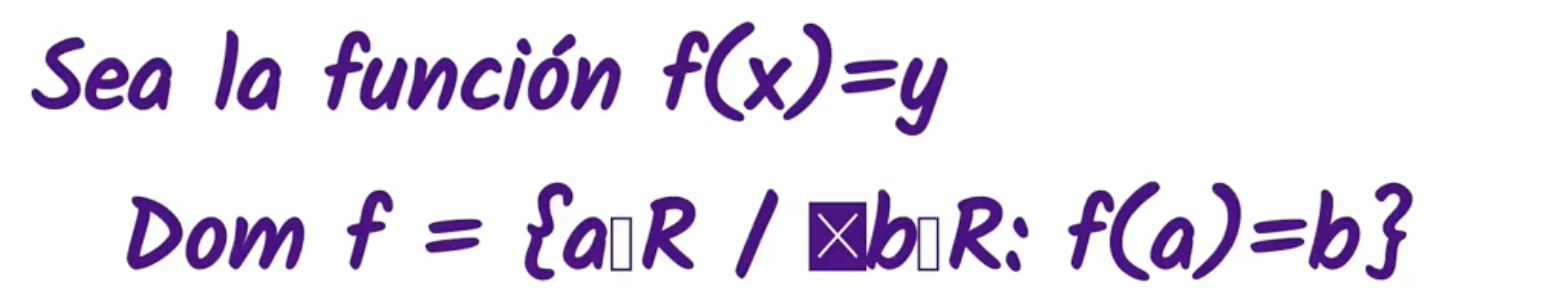 Sea la función f(x)=y
Dom f = {a▯R / ☒b▯R: f(a)=b}